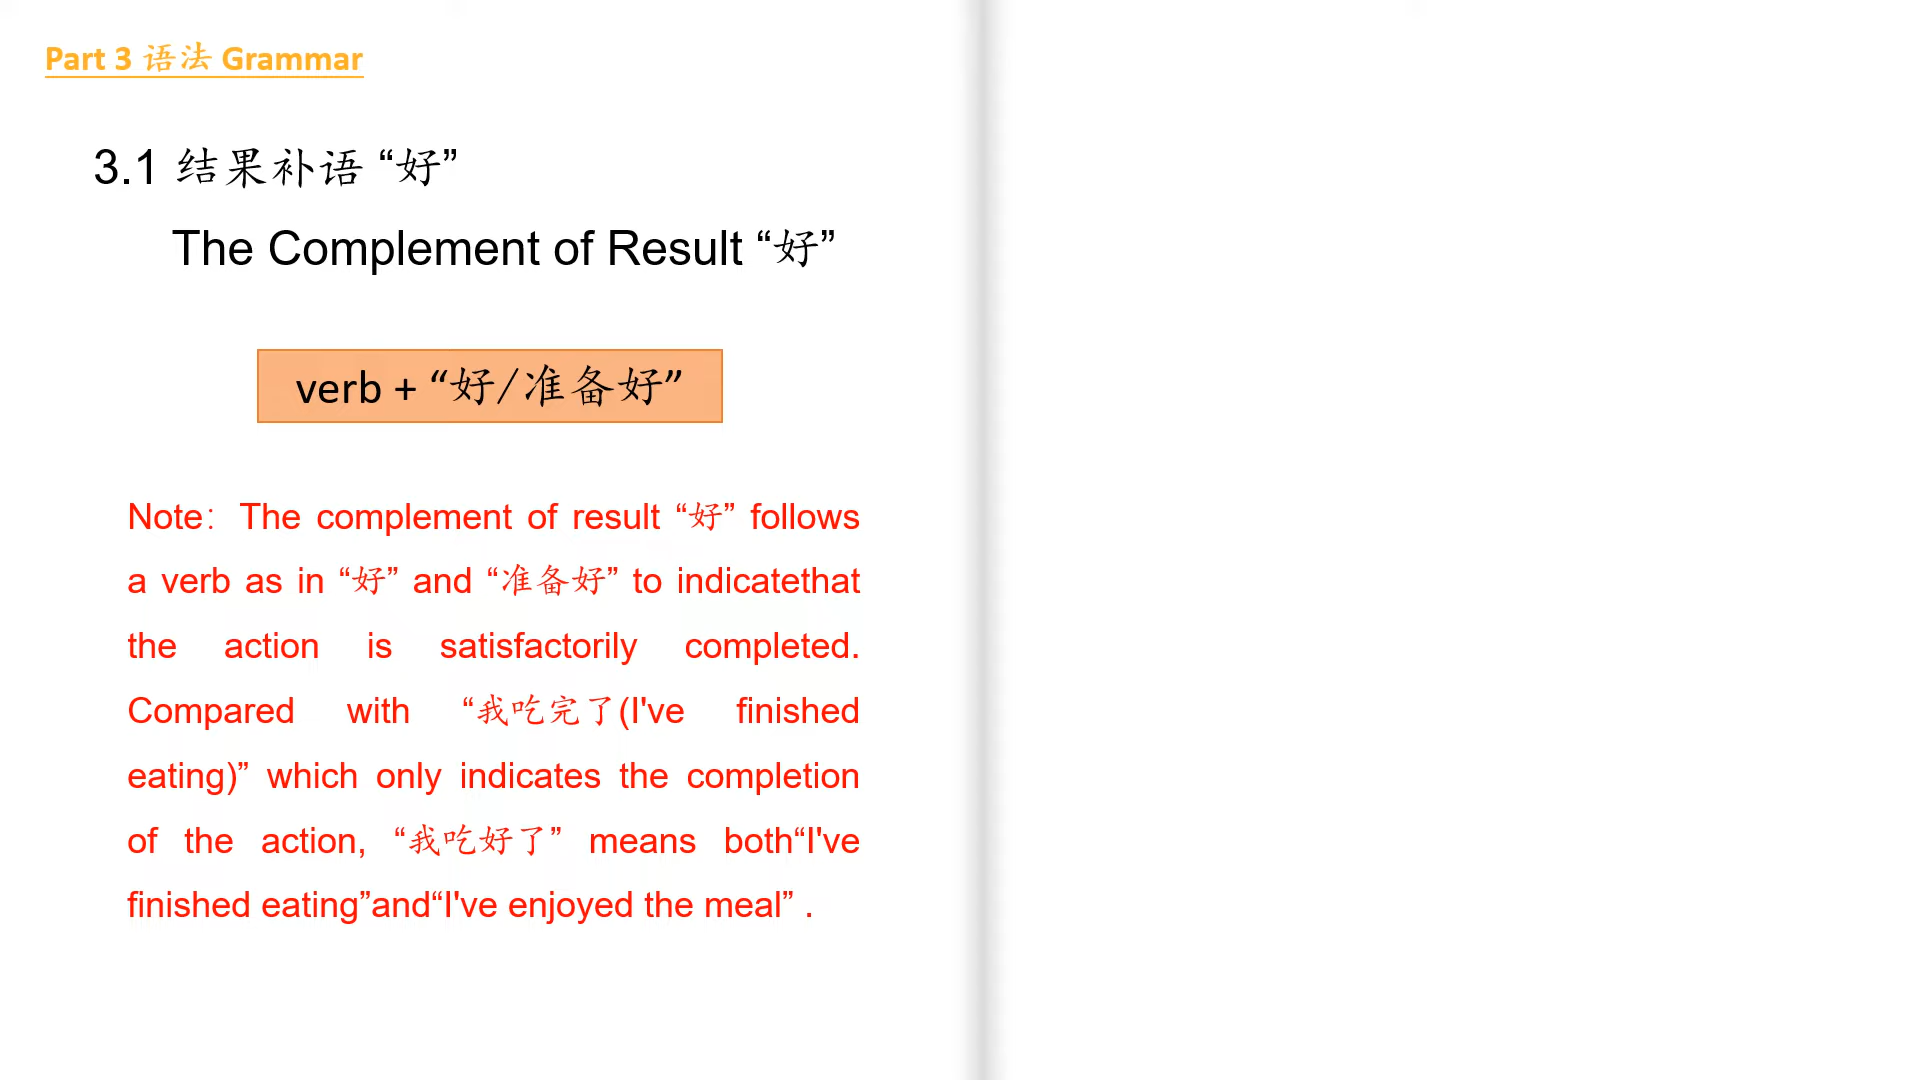 Part 3 语法 Grammar
3.1 结果补语 “好”
The Complement of Result “好”
verb + “好/准备好”
Note: The complement of result “好” follows
a verb as in “好” and “准备好” to indicatethat
the action is satisfactorily completed.
Compared with “我吃完了(I've finished
eating)” which only indicates the completion
of the action, “我吃好了” means both“I've
finished eating”and“I've enjoyed the meal” .